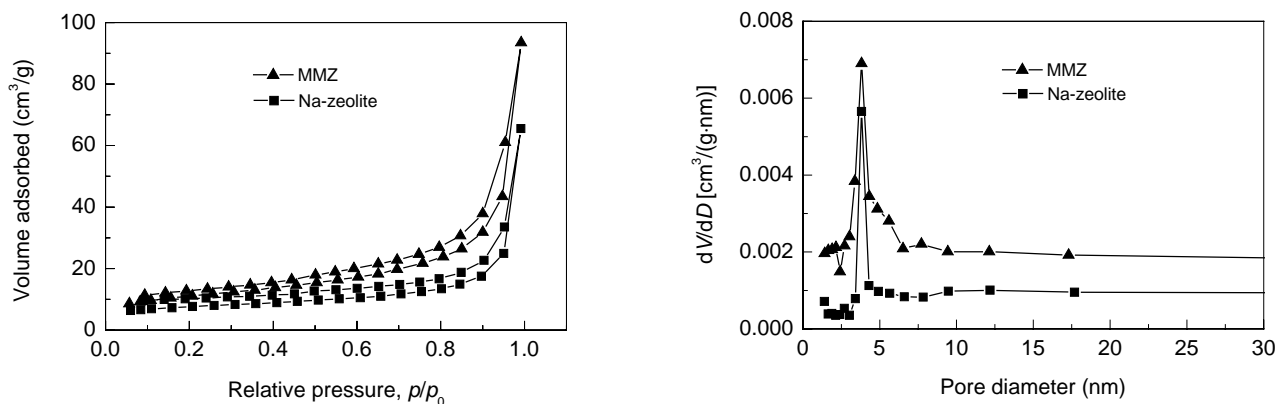 100
80
60
40
20
0
Volume adsorbed (cm³/g)
MMZ
Na-zeolite
0.0 0.2 0.4 0.6 0.8 1.0
Relative pressure, p/p₀
0.008
0.006
0.004
0.002
0.000
dV/dD [cm³/(g·nm)]
MMZ
Na-zeolite
0 5 10 15 20 25 30
Pore diameter (nm)